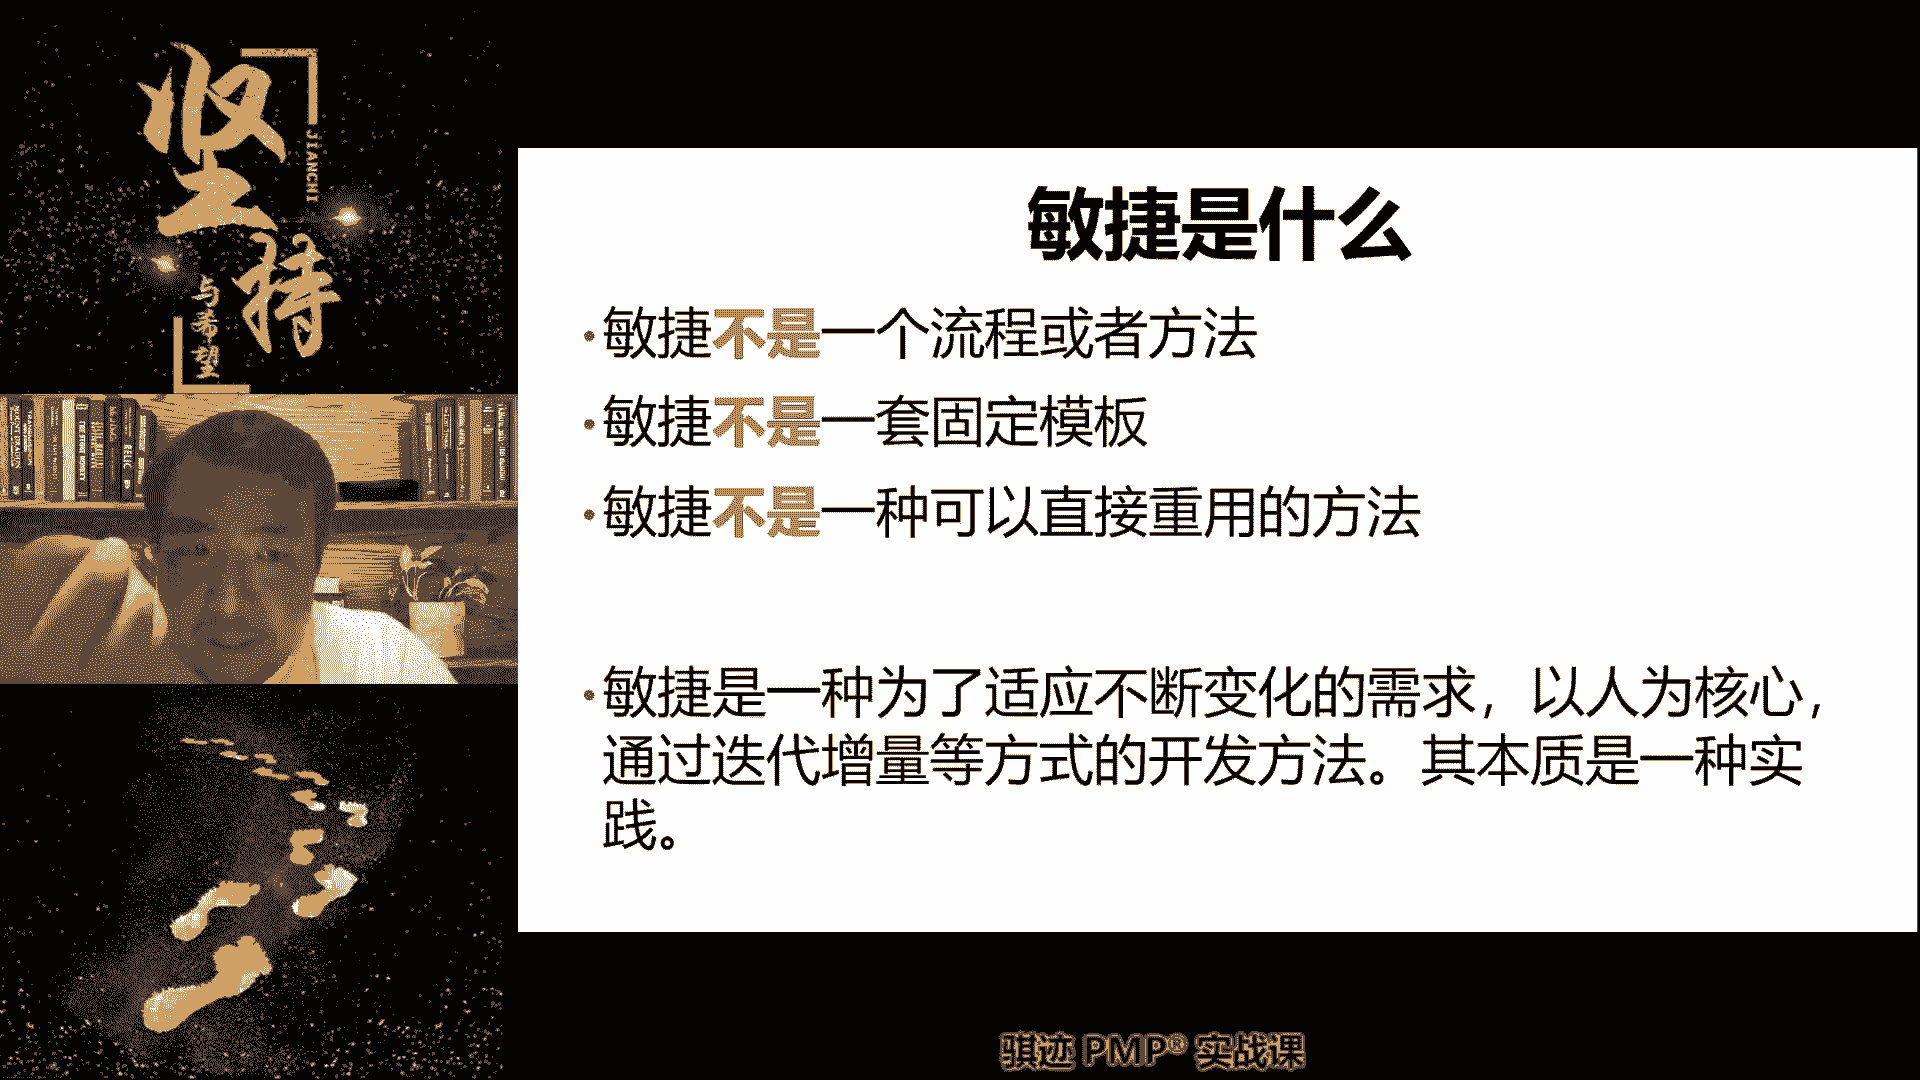 坚
持
JIANCHI
与
希
望
敏捷是什么
•敏捷不是一个流程或者方法
•敏捷不是一套固定模板
•敏捷不是一种可以直接重用的方法
•敏捷是一种为了适应不断变化的需求，以人为核心，
通过迭代增量等方式的开发方法。其本质是一种实
践。
骐迹 PMP® 实战课